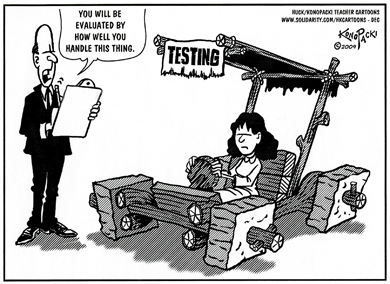 YOU WILL BE
EVALUATED BY
HOW WELL YOU
HANDLE THIS THING.
HUCK/KONOPACKI TEACHER CARTOONS
WWW.SOLIDARITY.COM/HKCARTOONS - DEC
KONOPACKI
©2009
TESTING